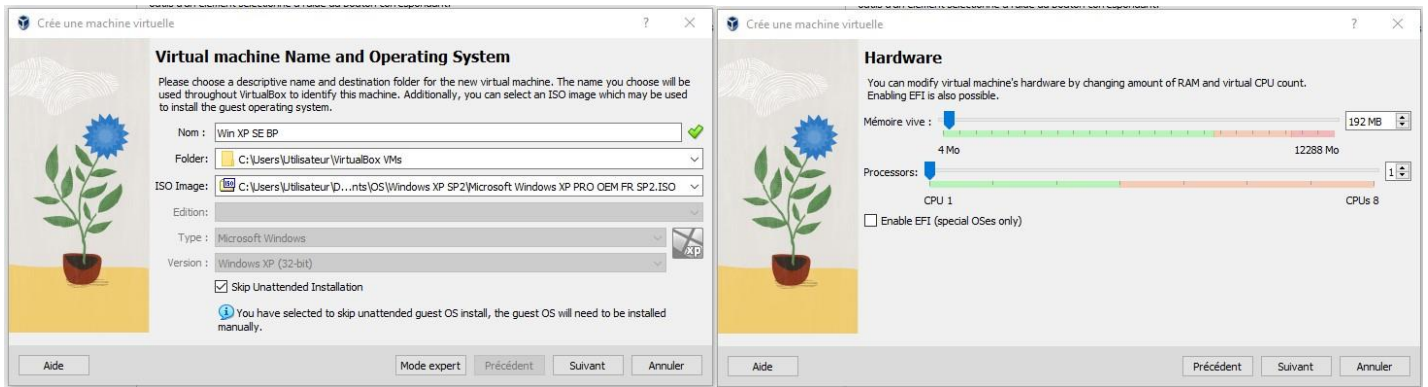 Crée une machine virtuelle
Virtual machine Name and Operating System
Please choose a descriptive name and destination folder for the new virtual machine. The name you choose will be
used throughout VirtualBox to identify this machine. Additionally, you can select an ISO image which may be used
to install the guest operating system.
Nom : Win XP SE BP
Folder: C:\Users\Utilisateur\VirtualBox VMs
ISO Image: C:\Users\Utilisateur\D...nts\OS\Windows XP SP2\Microsoft Windows XP PRO OEM FR SP2.ISO
Edition:
Type : Microsoft Windows
Version : Windows XP (32-bit)
Skip Unattended Installation
You have selected to skip unattended guest OS install, the guest OS will need to be installed
manually.
Aide Mode expert Précédent Suivant Annuler
Crée une machine virtuelle
Hardware
You can modify virtual machine's hardware by changing amount of RAM and virtual CPU count.
Enabling EFI is also possible.
Mémoire vive : 192 MB
4 Mo 12288 Mo
Processors: 1
CPU 1 CPUs 8
Enable EFI (special OSes only)
Aide Précédent Suivant Annuler